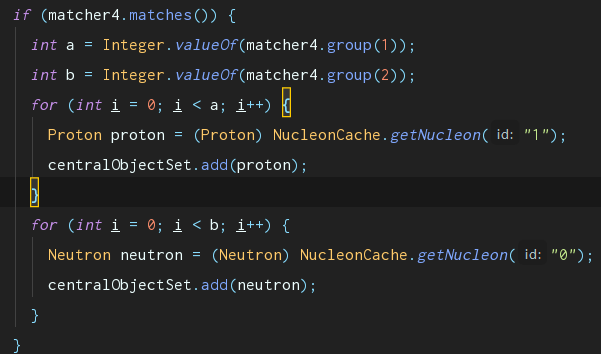 if (matcher4.matches()) {
int a = Integer.valueOf(matcher4.group(1));
int b = Integer.valueOf(matcher4.group(2));
for (int i = 0; i < a; i++) {
Proton proton = (Proton) NucleonCache.getNucleon( id: "1");
centralObjectSet.add(proton);
}
for (int i = 0; i < b; i++) {
Neutron neutron = (Neutron) NucleonCache.getNucleon( id: "0");
centralObjectSet.add(neutron);
}
}